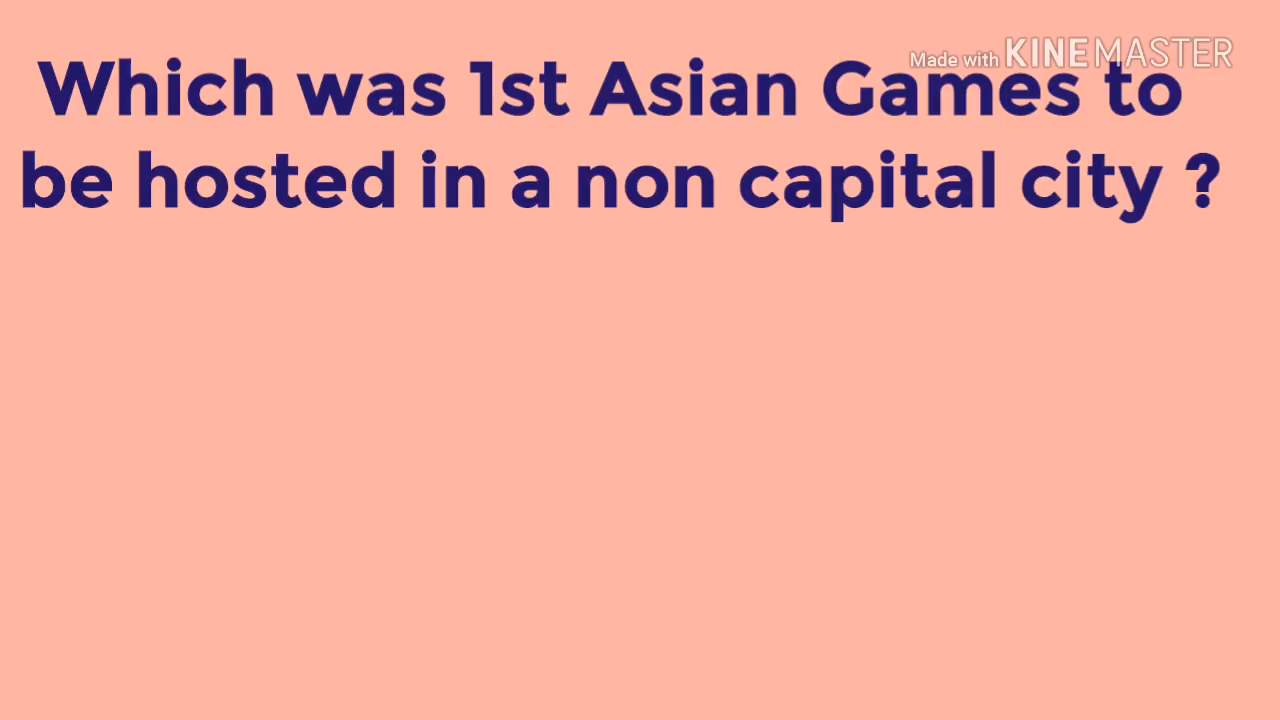 Made with KINEMASTER
Which was 1st Asian Games to
be hosted in a non capital city ?